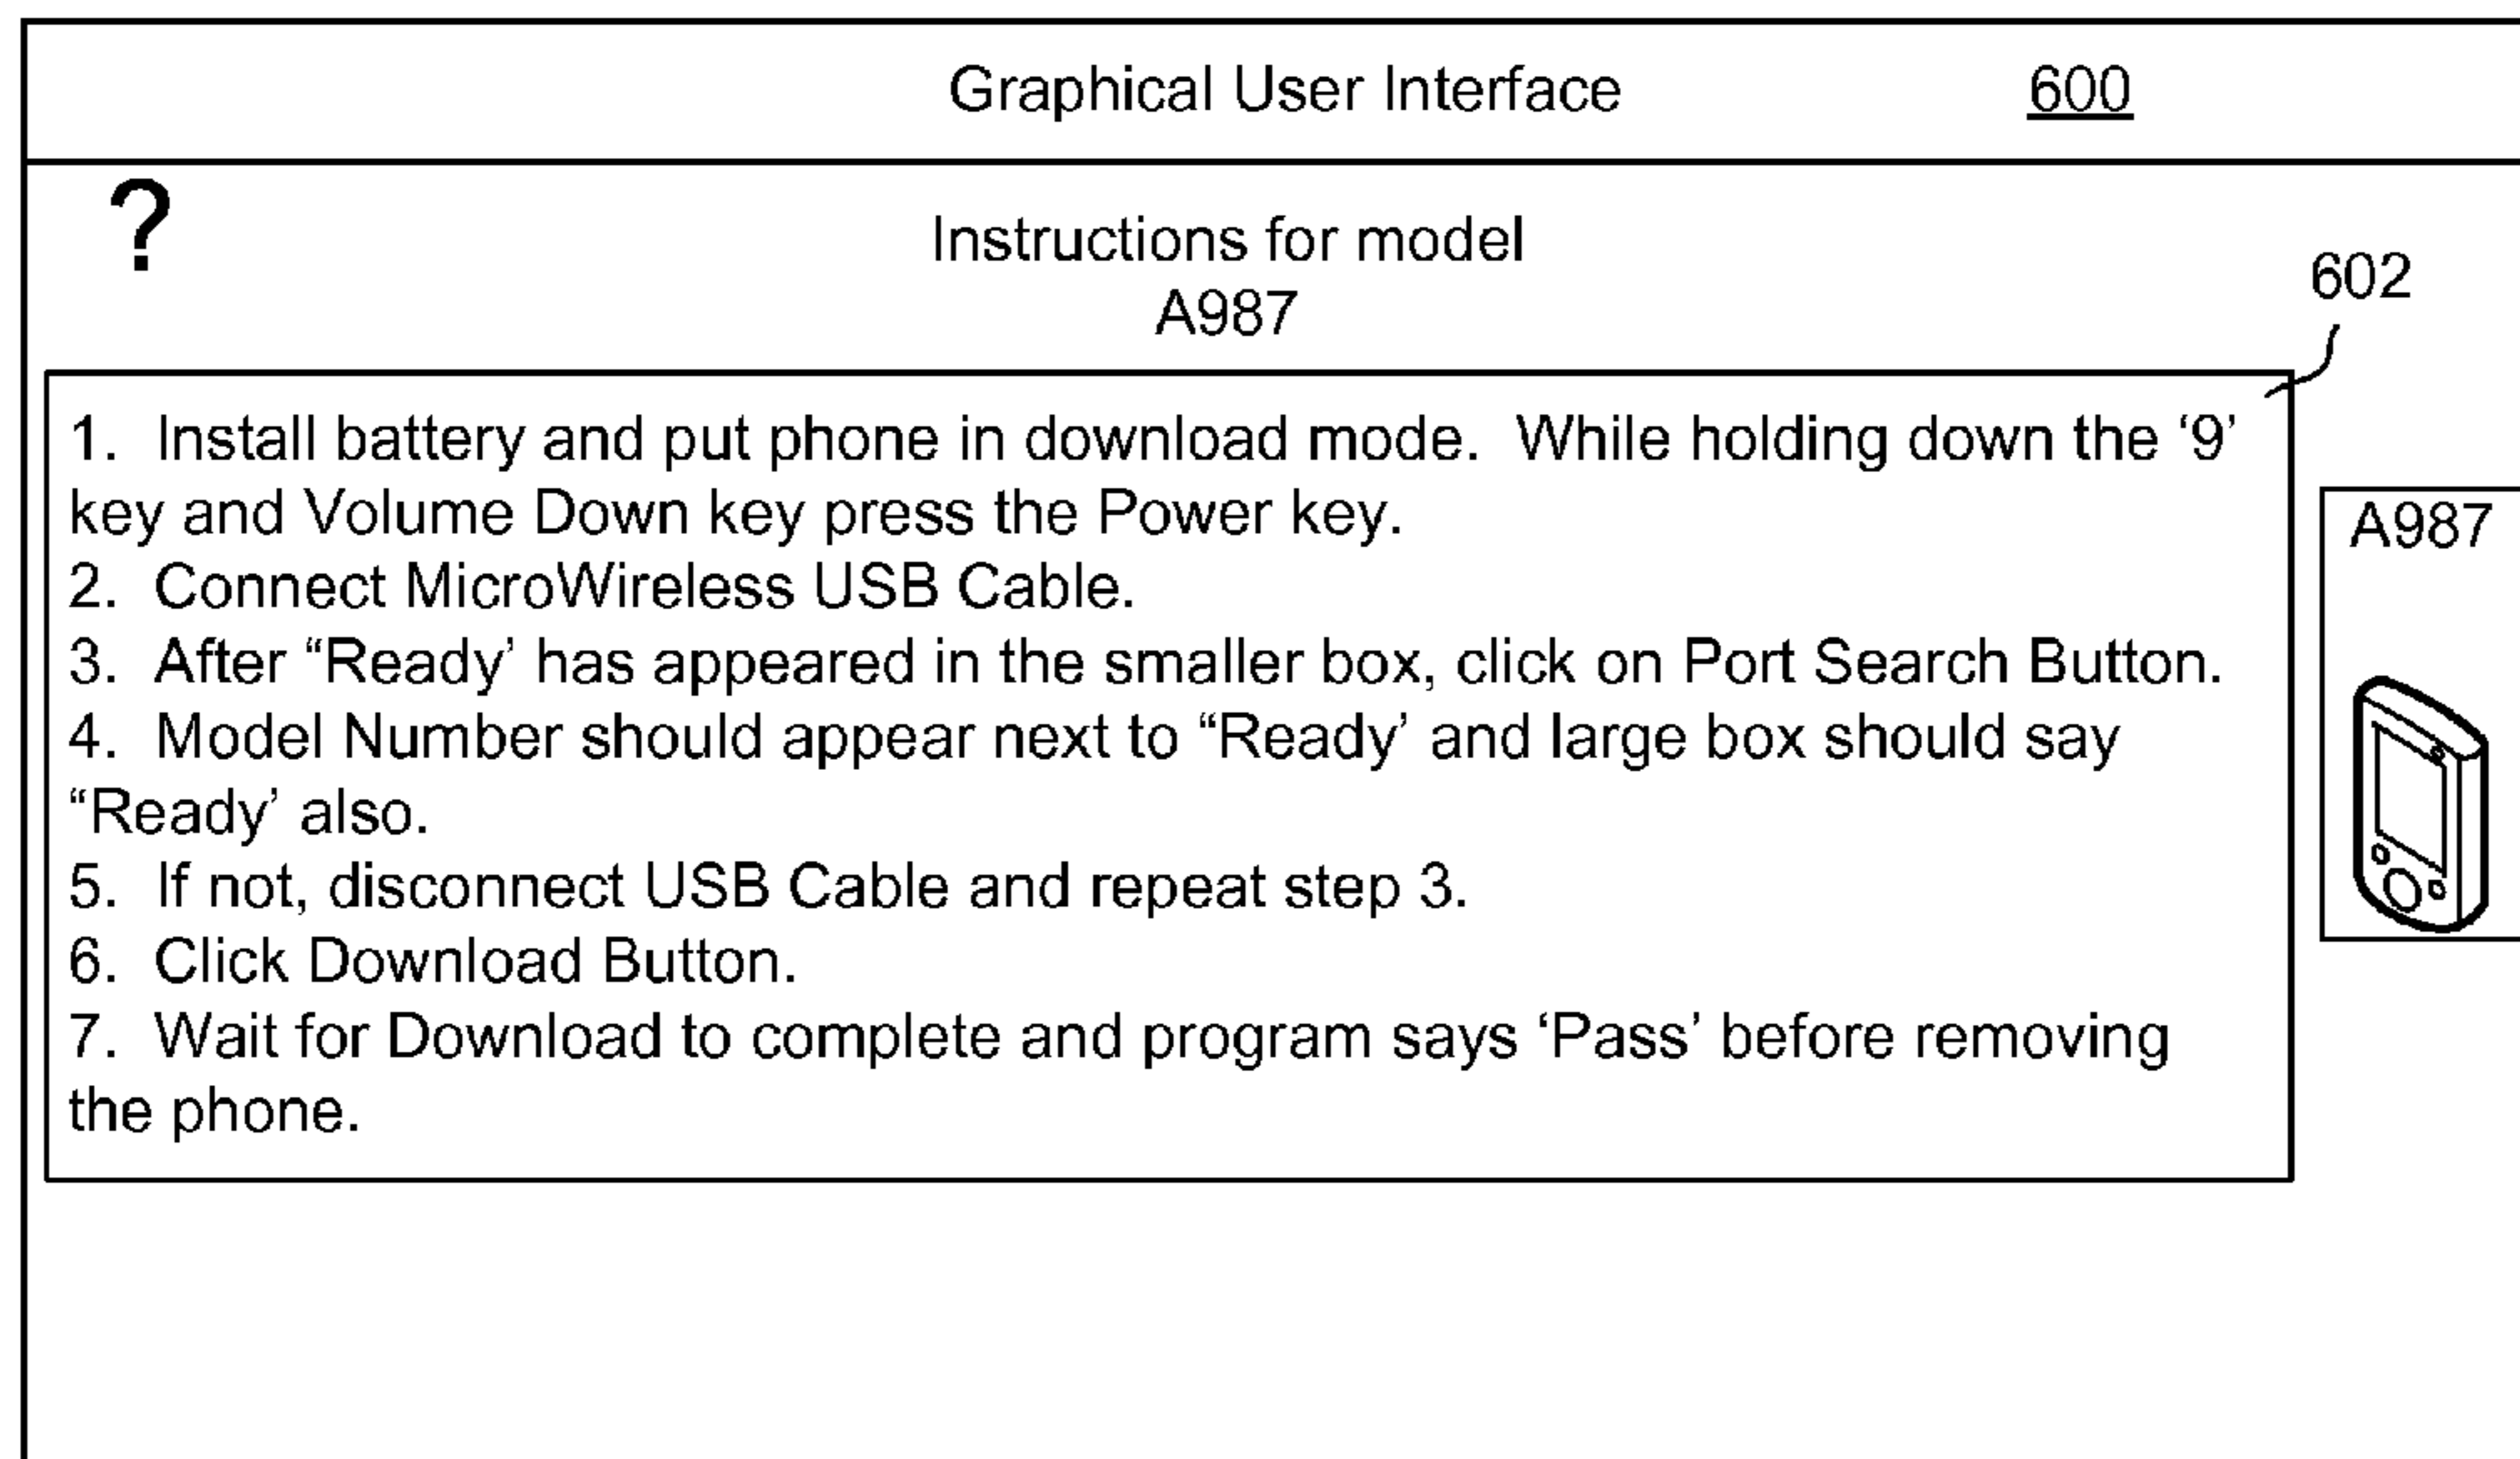 Graphical User Interface 600
?
Instructions for model
A987
602
1. Install battery and put phone in download mode. While holding down the ‘9’
key and Volume Down key press the Power key.
2. Connect MicroWireless USB Cable.
3. After “Ready’ has appeared in the smaller box, click on Port Search Button.
4. Model Number should appear next to “Ready’ and large box should say
“Ready’ also.
5. If not, disconnect USB Cable and repeat step 3.
6. Click Download Button.
7. Wait for Download to complete and program says ‘Pass’ before removing
the phone.
A987